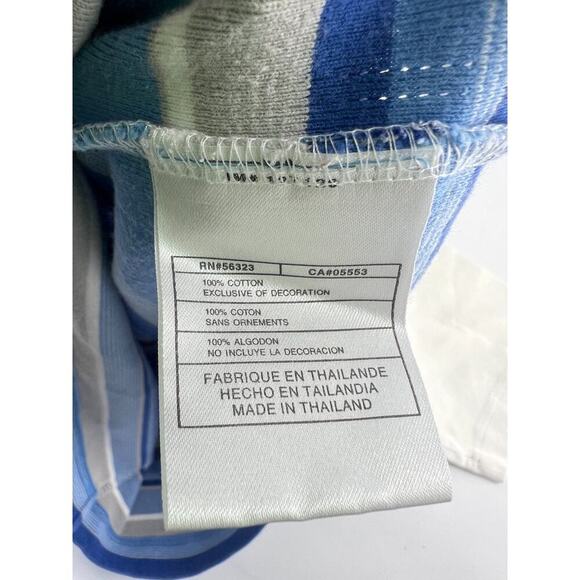 RN#56323 CA#05553
100% COTTON
EXCLUSIVE OF DECORATION
100% COTON
SANS ORNEMENTS
100% ALGODON
NO INCLUYE LA DECORACION
FABRIQUE EN THAILANDE
HECHO EN TAILANDIA
MADE IN THAILAND